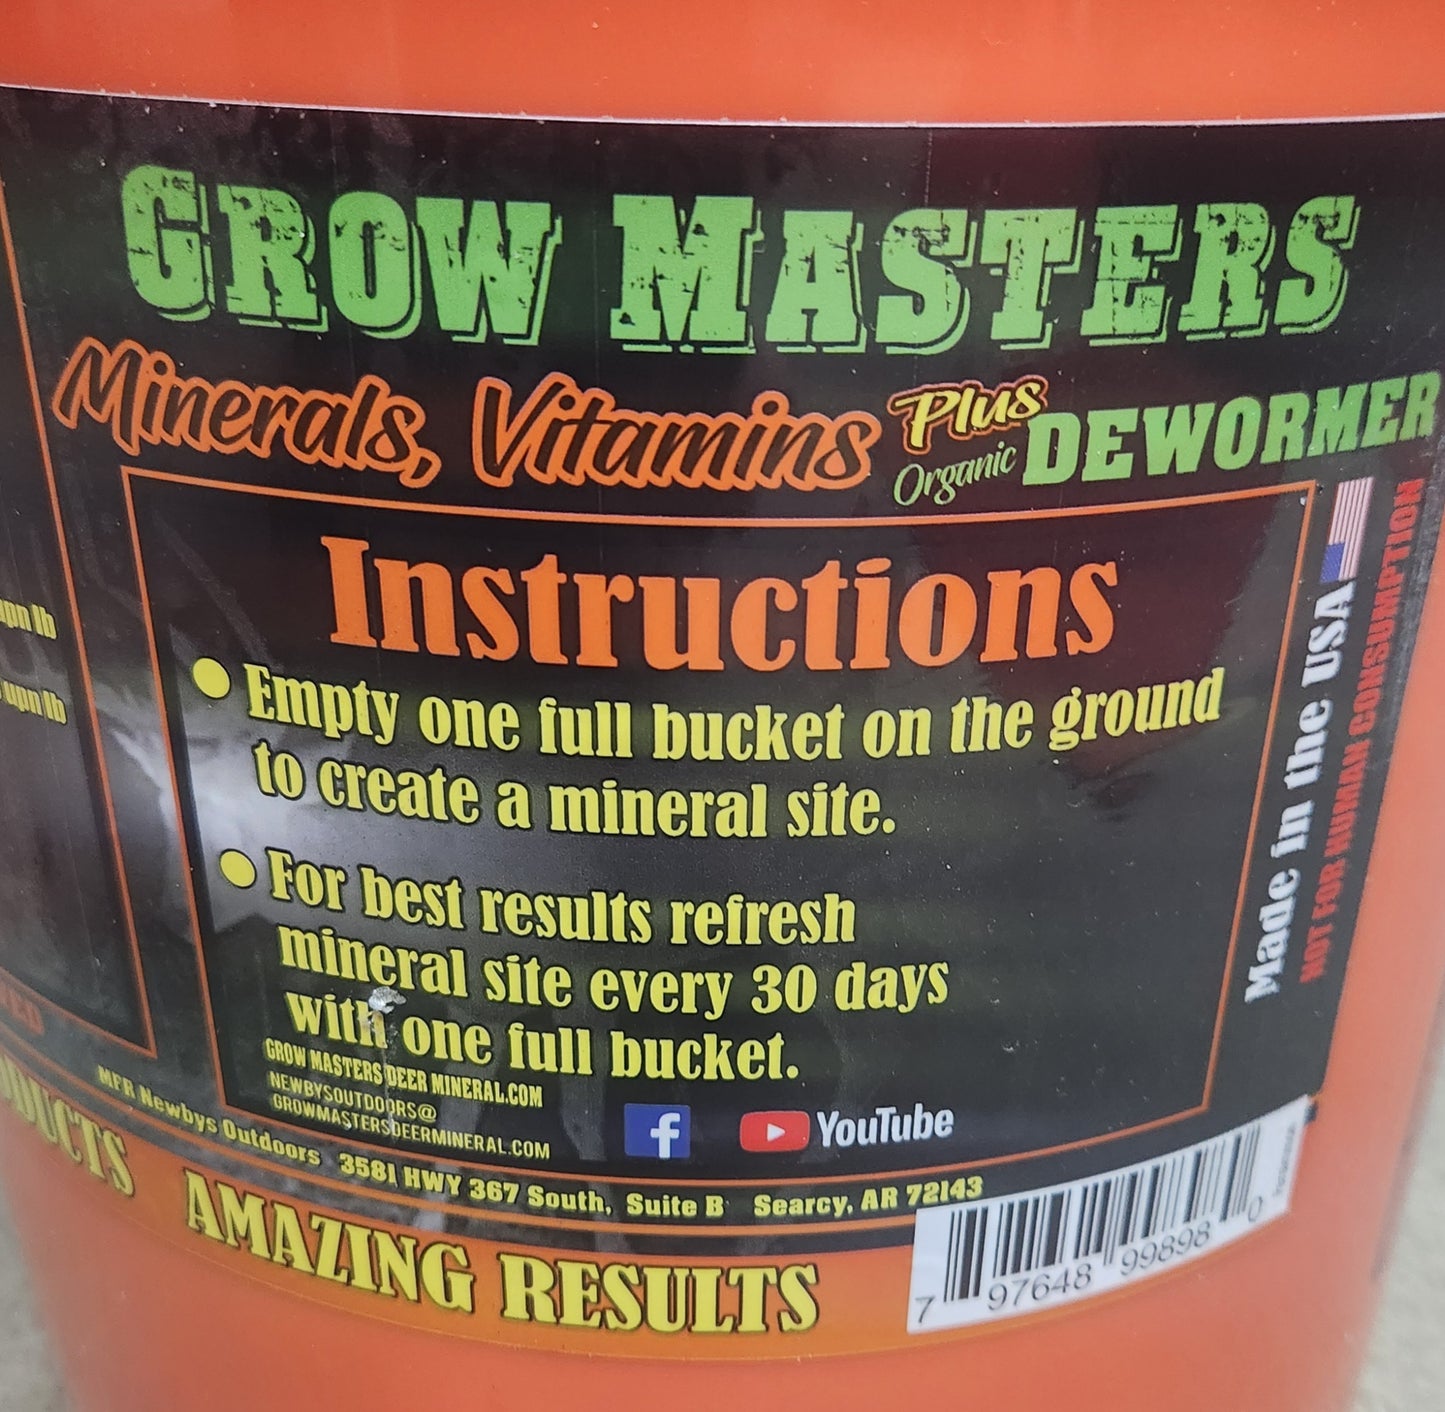 GROW MASTERS
Minerals, Vitamins Plus Organic DEWORMER
Instructions
Empty one full bucket on the ground
to create a mineral site.
For best results refresh
mineral site every 30 days
with one full bucket.
GROW MASTERS DEER MINERAL.COM
NEWBYSOUTDOORS@
GROWMASTERSDEERMINERAL.COM
f
YouTube
Made in the USA
NOT FOR HUMAN CONSUMPTION
lb
lb
MFR Newbys Outdoors 3581 HWY 367 South, Suite B Searcy, AR 72143
AMAZING RESULTS
7 97648 99898 0